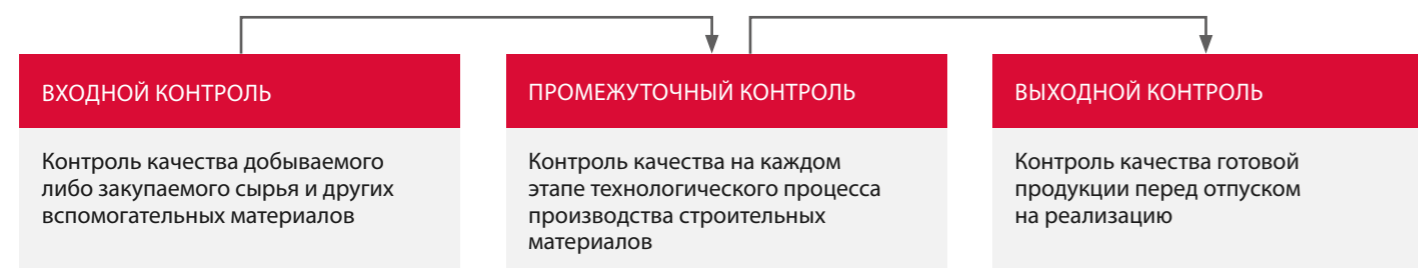 ВХОДНОЙ КОНТРОЛЬ
Контроль качества добываемого
либо закупаемого сырья и других
вспомогательных материалов
ПРОМЕЖУТОЧНЫЙ КОНТРОЛЬ
Контроль качества на каждом
этапе технологического процесса
производства строительных
материалов
ВЫХОДНОЙ КОНТРОЛЬ
Контроль качества готовой
продукции перед отпуском
на реализацию